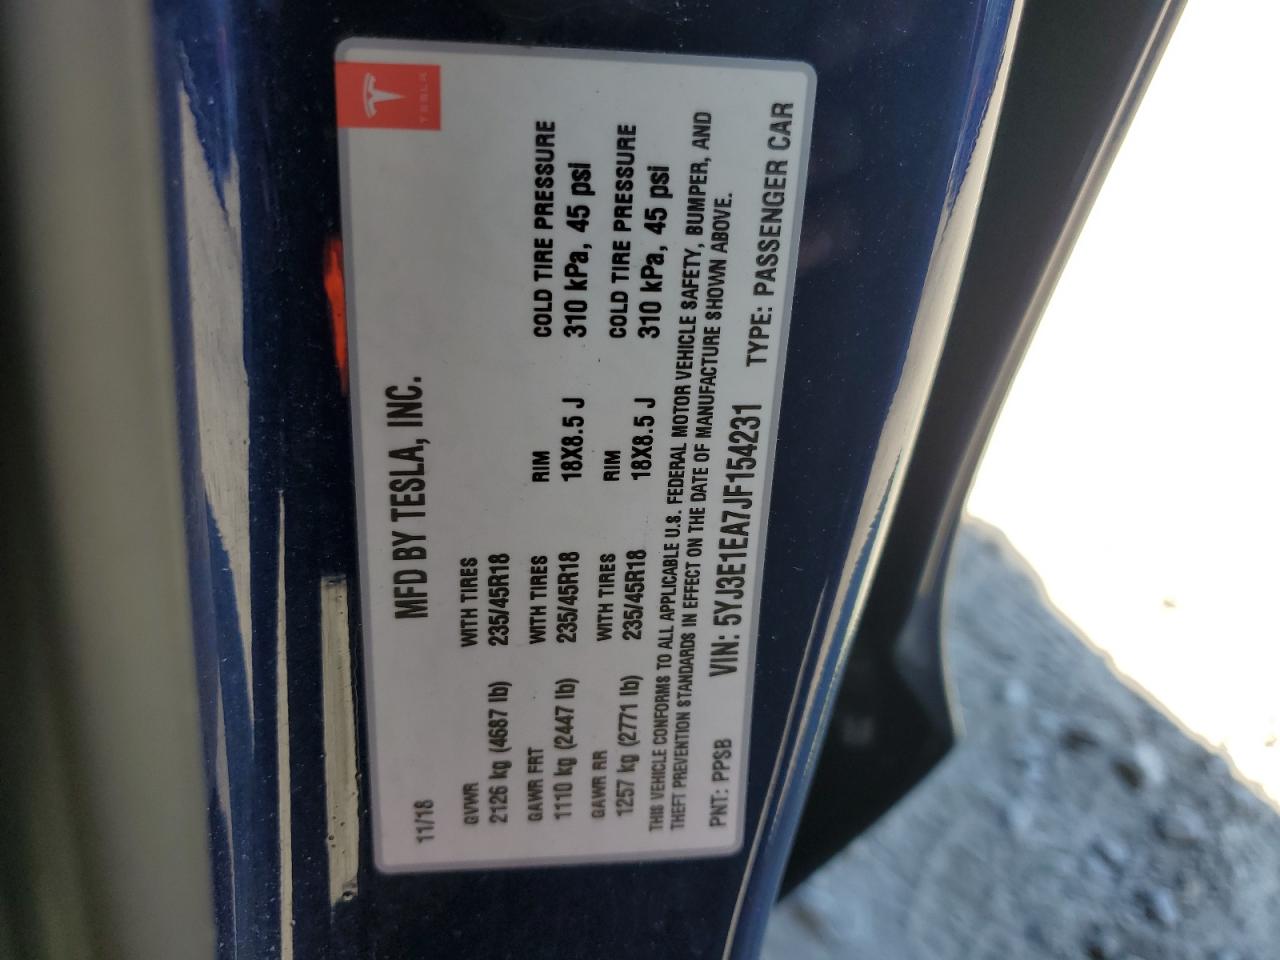 TESLA
MFD BY TESLA, INC.
11/18
GVWR WITH TIRES RIM COLD TIRE PRESSURE
2126 kg (4687 lb) 235/45R18
GAWR FRT WITH TIRES RIM COLD TIRE PRESSURE
1110 kg (2447 lb) 235/45R18 18X8.5 J 310 kPa, 45 psi
GAWR RR WITH TIRES RIM COLD TIRE PRESSURE
1257 kg (2771 lb) 235/45R18 18X8.5 J 310 kPa, 45 psi
THIS VEHICLE CONFORMS TO ALL APPLICABLE U.S. FEDERAL MOTOR VEHICLE SAFETY, BUMPER, AND
THEFT PREVENTION STANDARDS IN EFFECT ON THE DATE OF MANUFACTURE SHOWN ABOVE.
PNT: PPSB VIN: 5YJ3E1EA7JF154231 TYPE: PASSENGER CAR